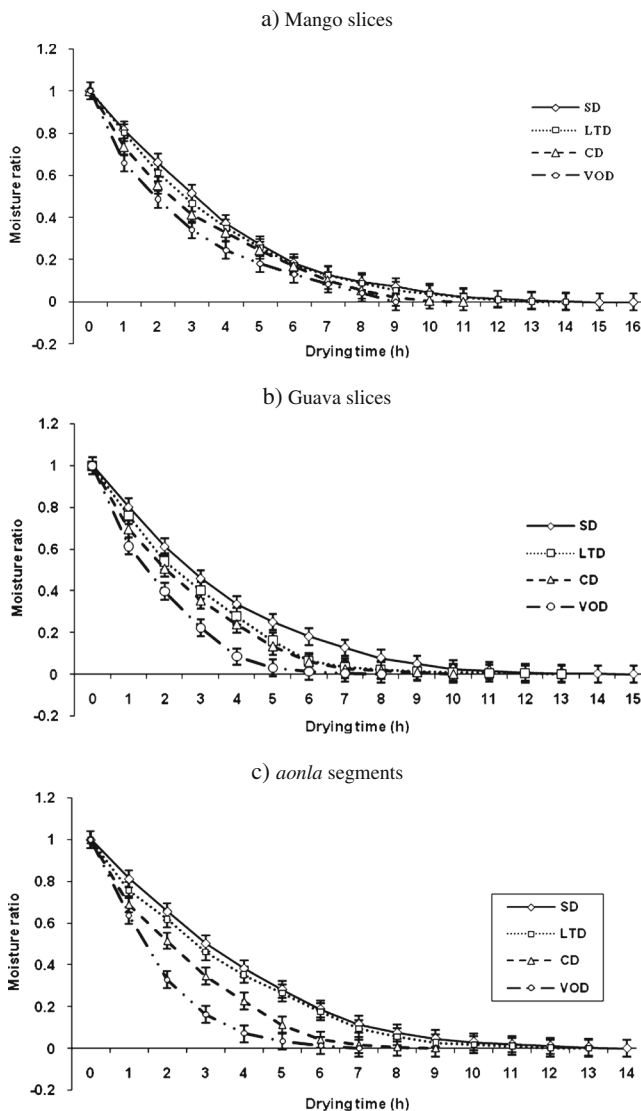 a) Mango slices
1.2
1
0.8
0.6
0.4
0.2
0
-0.2
Moisture ratio
SD
LTD
CD
VOD
0 1 2 3 4 5 6 7 8 9 10 11 12 13 14 15 16
Drying time (h)
b) Guava slices
1.2
1
0.8
0.6
0.4
0.2
0
-0.2
Moisture ratio
SD
LTD
CD
VOD
0 1 2 3 4 5 6 7 8 9 10 11 12 13 14 15
Drying time (h)
c) aonla segments
1.2
1
0.8
0.6
0.4
0.2
0
-0.2
Moisture ratio
SD
LTD
CD
VOD
0 1 2 3 4 5 6 7 8 9 10 11 12 13 14
Drying time (h)